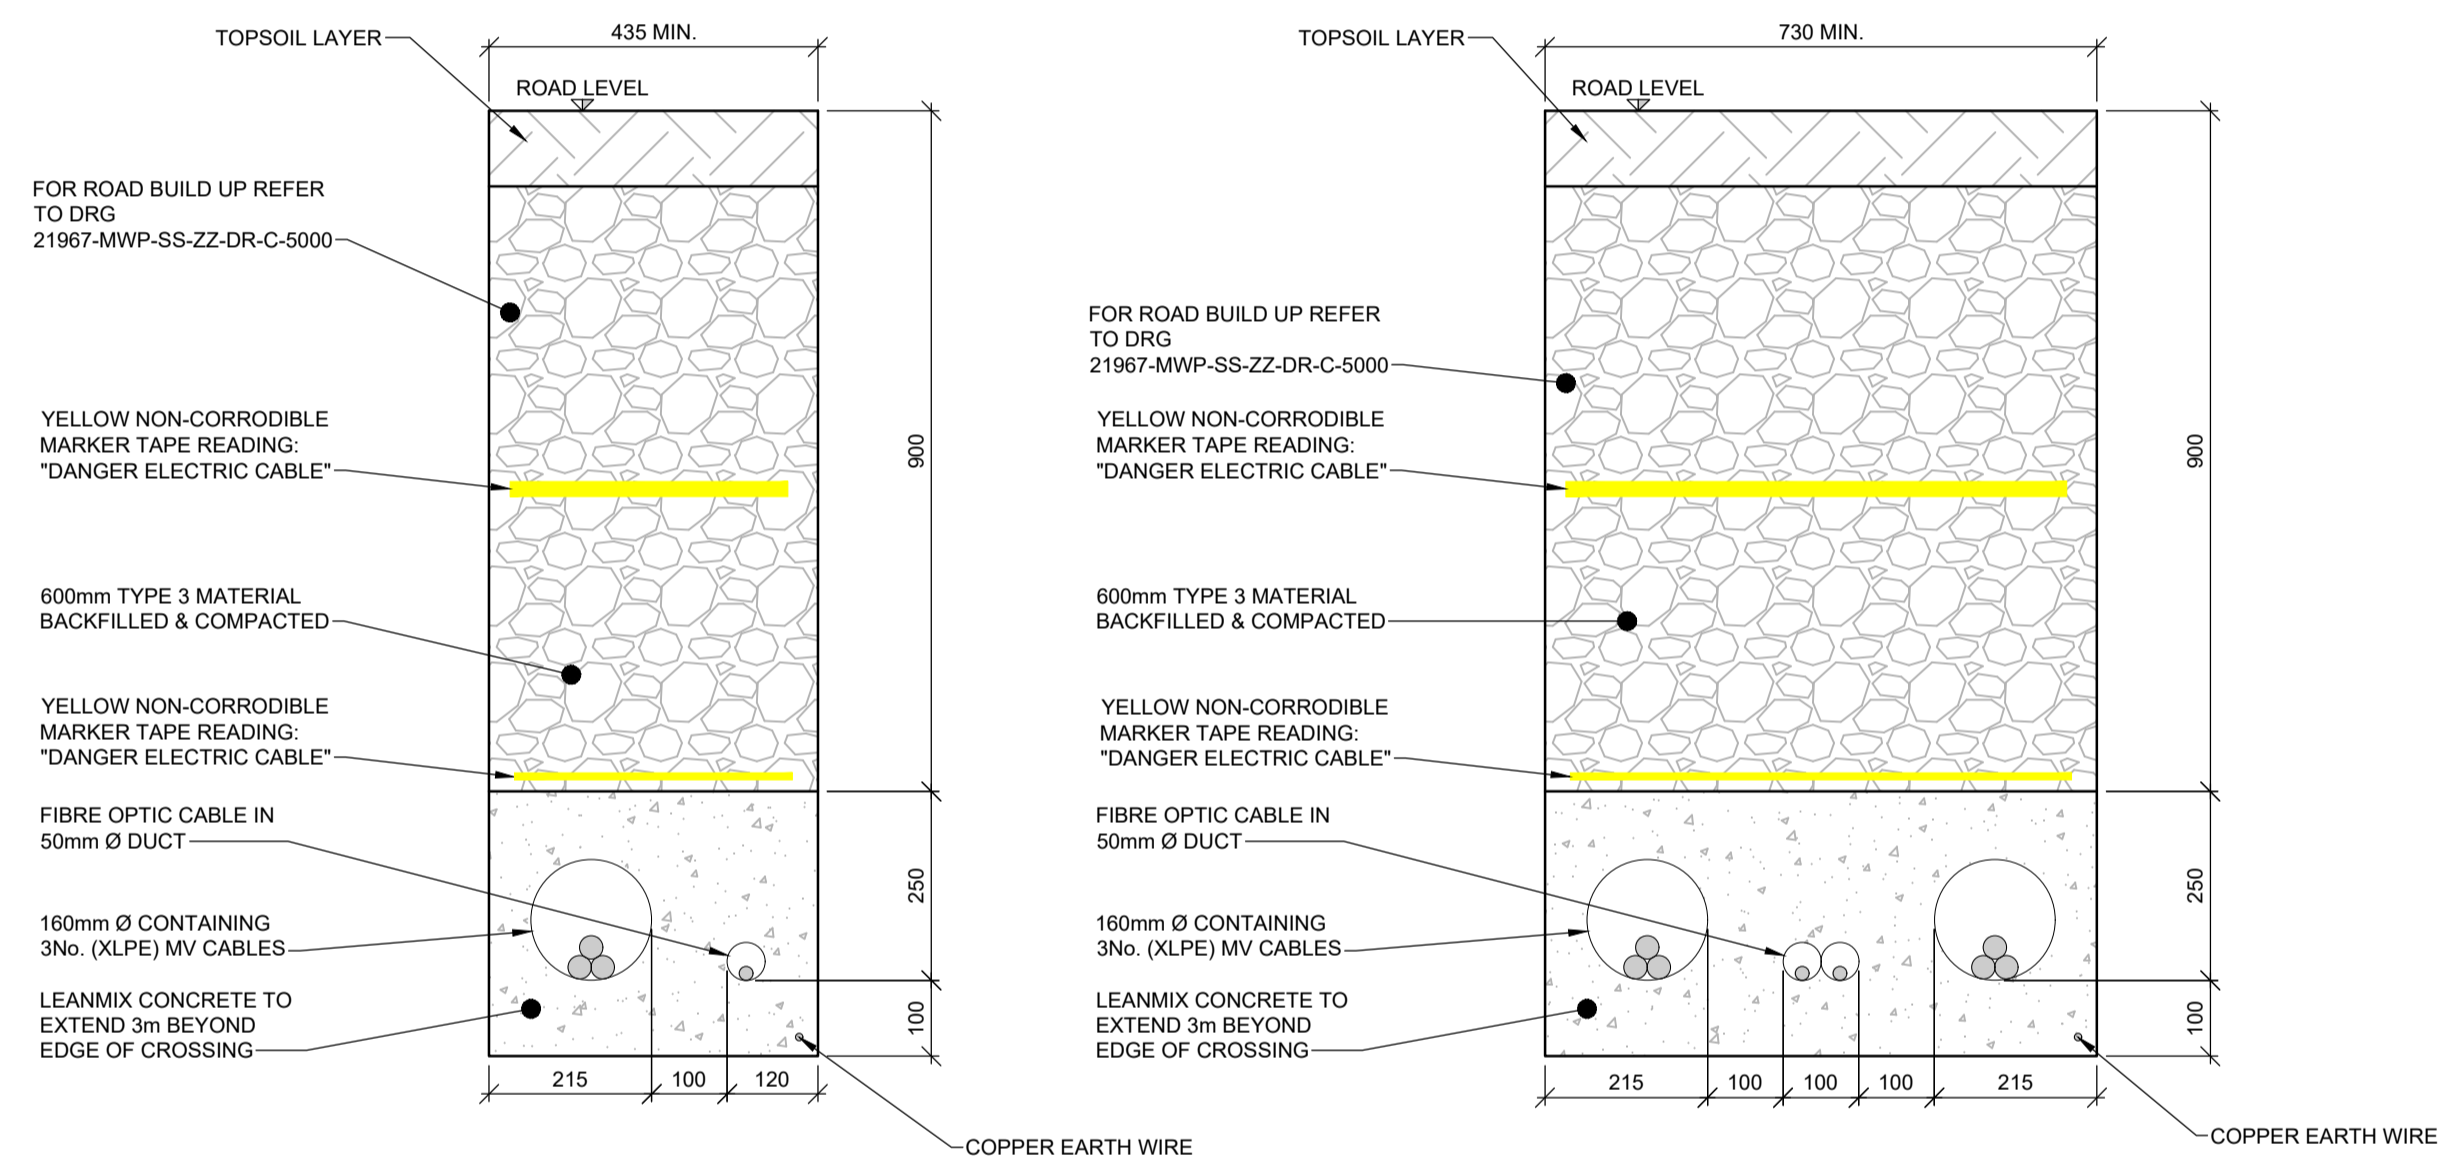 TOPSOIL LAYER
435 MIN.
ROAD LEVEL
FOR ROAD BUILD UP REFER
TO DRG
21967-MWP-SS-ZZ-DR-C-5000
YELLOW NON-CORRODIBLE
MARKER TAPE READING:
"DANGER ELECTRIC CABLE"
900
600mm TYPE 3 MATERIAL
BACKFILLED & COMPACTED
YELLOW NON-CORRODIBLE
MARKER TAPE READING:
"DANGER ELECTRIC CABLE"
FIBRE OPTIC CABLE IN
50mm Ø DUCT
250
160mm Ø CONTAINING
3No. (XLPE) MV CABLES
LEANMIX CONCRETE TO
EXTEND 3m BEYOND
EDGE OF CROSSING
100
215
100
120
COPPER EARTH WIRE
TOPSOIL LAYER
730 MIN.
ROAD LEVEL
FOR ROAD BUILD UP REFER
TO DRG
21967-MWP-SS-ZZ-DR-C-5000
YELLOW NON-CORRODIBLE
MARKER TAPE READING:
"DANGER ELECTRIC CABLE"
900
600mm TYPE 3 MATERIAL
BACKFILLED & COMPACTED
YELLOW NON-CORRODIBLE
MARKER TAPE READING:
"DANGER ELECTRIC CABLE"
FIBRE OPTIC CABLE IN
50mm Ø DUCT
250
160mm Ø CONTAINING
3No. (XLPE) MV CABLES
LEANMIX CONCRETE TO
EXTEND 3m BEYOND
EDGE OF CROSSING
100
215
100
100
100
215
COPPER EARTH WIRE